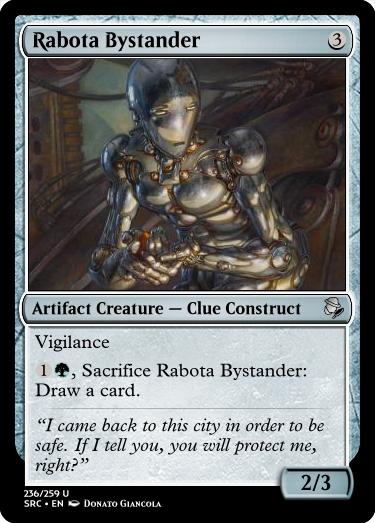 Rabota Bystander 3
Artifact Creature — Clue Construct
Vigilance
1 , Sacrifice Rabota Bystander:
Draw a card.
"I came back to this city in order to be
safe. If I tell you, you will protect me,
right?"
2/3
236/259 U
SRC • EN Donato Giancola